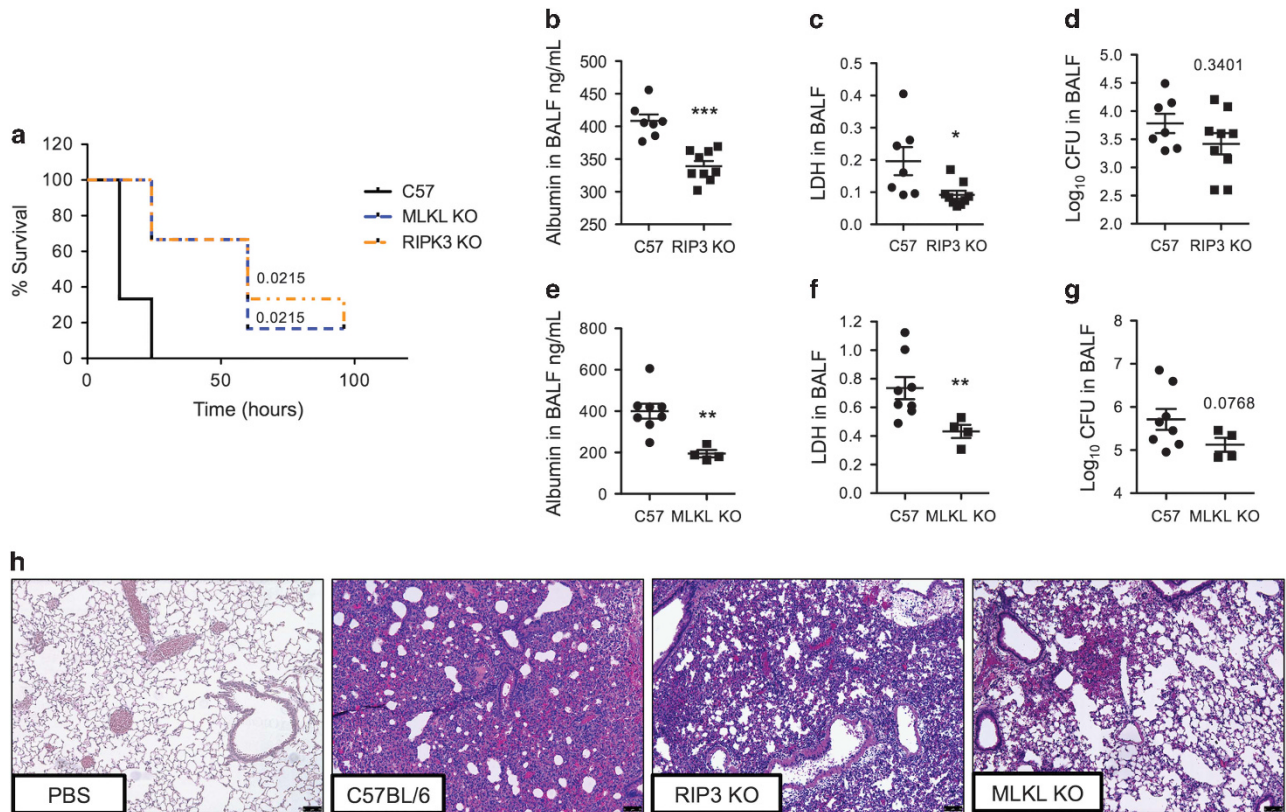 a
% Survival
120
100
80
60
40
20
0
0
50
100
Time (hours)
C57
MLKL KO
RIPK3 KO
0.0215
0.0215
b
Albumin in BALF ng/mL
500
450
400
350
300
250
***
C57 RIP3 KO
c
LDH in BALF
0.5
0.4
0.3
0.2
0.1
0.0
*
C57 RIP3 KO
d
Log10 CFU in BALF
5.0
4.5
4.0
3.5
3.0
2.5
2.0
0.3401
C57 RIP3 KO
e
Albumin in BALF ng/mL
800
600
400
200
0
**
C57 MLKL KO
f
LDH in BALF
1.2
1.0
0.8
0.6
0.4
0.2
0.0
**
C57 MLKL KO
g
Log10 CFU in BALF
8
7
6
5
4
0.0768
C57 MLKL KO
h
PBS
C57BL/6
RIP3 KO
MLKL KO